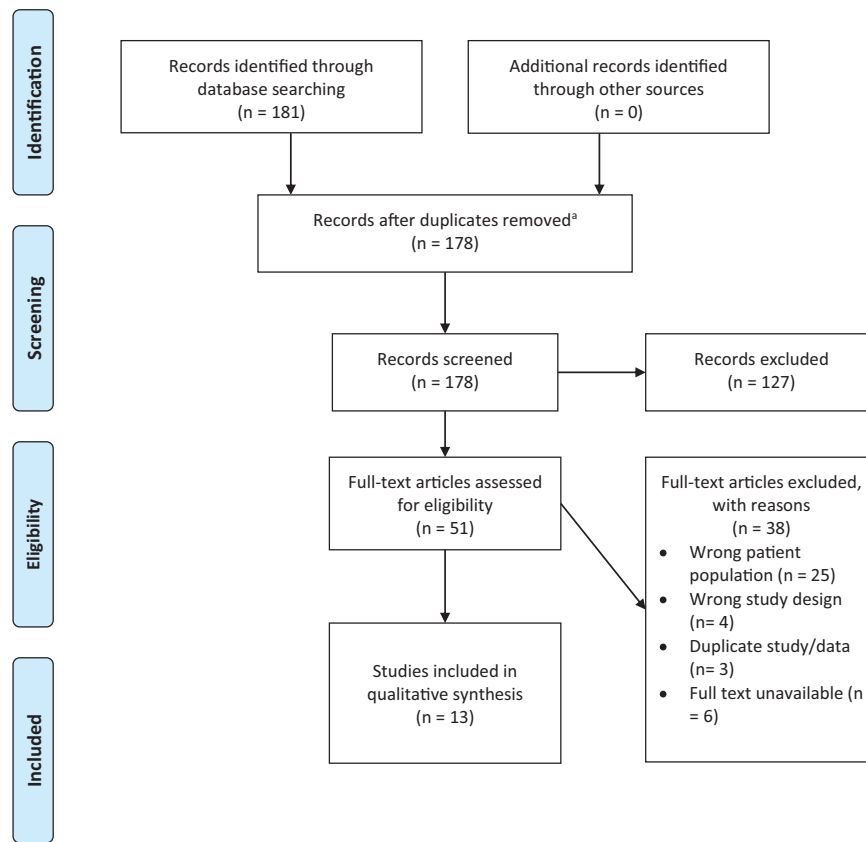 Identification
Records identified through
database searching
(n = 181)
Additional records identified
through other sources
(n = 0)
Records after duplicates removedª
(n = 178)
Screening
Records screened
(n = 178)
Records excluded
(n = 127)
Eligibility
Full-text articles assessed
for eligibility
(n = 51)
Full-text articles excluded,
with reasons
(n = 38)
• Wrong patient
population (n = 25)
• Wrong study design
(n= 4)
• Duplicate study/data
(n= 3)
• Full text unavailable (n
= 6)
Included
Studies included in
qualitative synthesis
(n = 13)